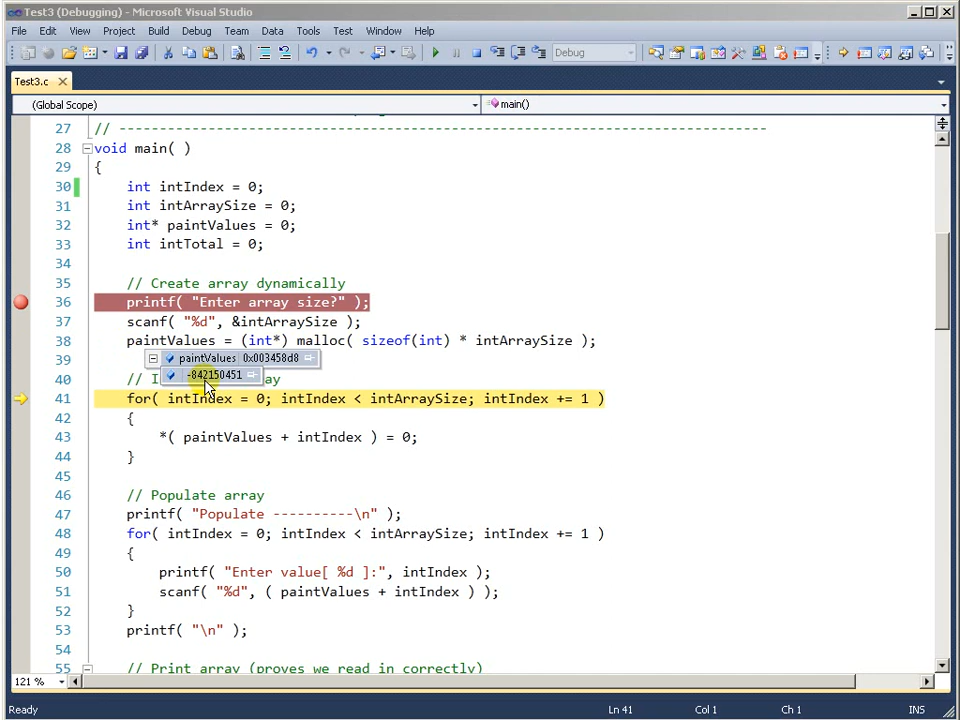 Test3 (Debugging) - Microsoft Visual Studio
File Edit View Project Build Debug Team Data Tools Test Window Help
Debug
Test3.c
(Global Scope) main()
27 // --------------------------------------------------------------------------------
28 void main( )
29 {
30 int intIndex = 0;
31 int intArraySize = 0;
32 int* paintValues = 0;
33 int intTotal = 0;
34
35 // Create array dynamically
36 printf( "Enter array size?" );
37 scanf( "%d", &intArraySize );
38 paintValues = (int*) malloc( sizeof(int) * intArraySize );
39 paintValues 0x003458d8
-842150451
40 // I ay
41 for( intIndex = 0; intIndex < intArraySize; intIndex += 1 )
42 {
43 *( paintValues + intIndex ) = 0;
44 }
45
46 // Populate array
47 printf( "Populate ----------\n" );
48 for( intIndex = 0; intIndex < intArraySize; intIndex += 1 )
49 {
50 printf( "Enter value[ %d ]:", intIndex );
51 scanf( "%d", ( paintValues + intIndex ) );
52 }
53 printf( "\n" );
54
55 // Print array (proves we read in correctly)
121 %
Ready Ln 41 Col 1 Ch 1 INS